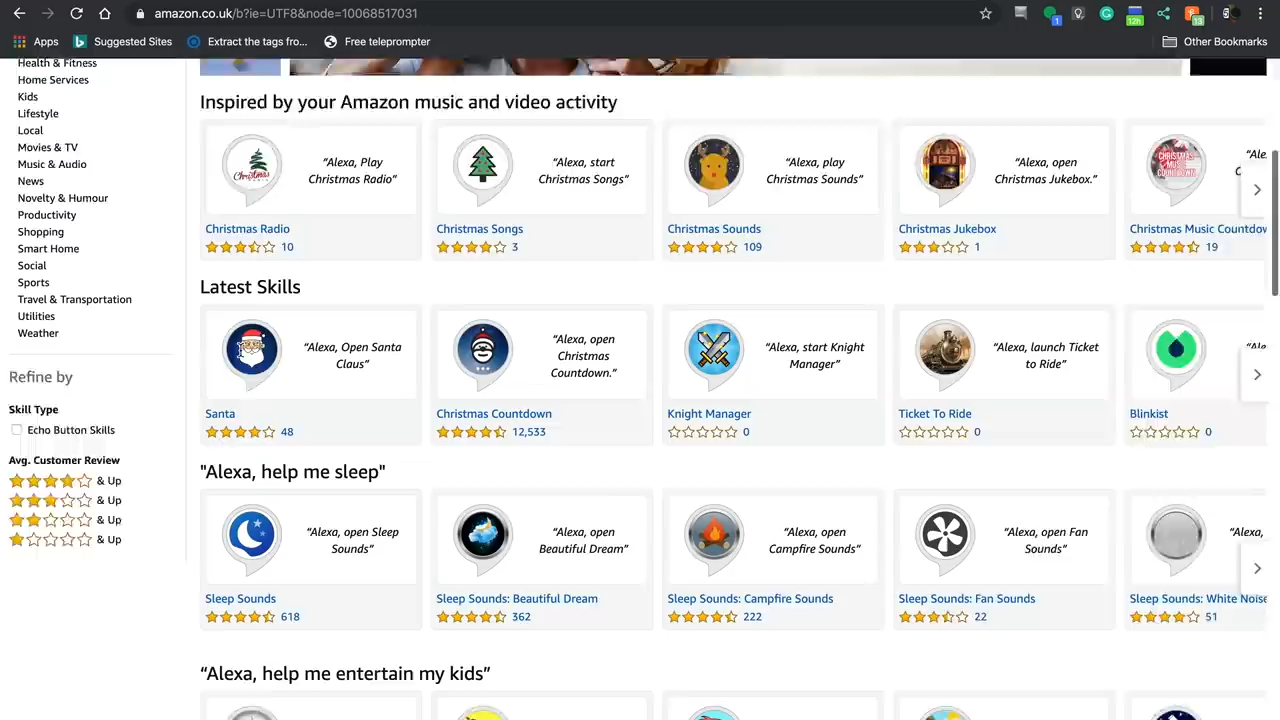 amazon.co.uk/b?ie=UTF8&node=10068517031
1
12h
13
Apps
Suggested Sites
Extract the tags fro...
Free teleprompter
Other Bookmarks
Health & Fitness
Home Services
Kids
Lifestyle
Local
Movies & TV
Music & Audio
News
Novelty & Humour
Productivity
Shopping
Smart Home
Social
Sports
Travel & Transportation
Utilities
Weather
Refine by
Skill Type
Echo Button Skills
Avg. Customer Review
& Up
& Up
& Up
& Up
Inspired by your Amazon music and video activity
Christmas
“Alexa, Play
Christmas Radio”
Christmas Radio
10
“Alexa, start
Christmas Songs”
Christmas Songs
3
“Alexa, play
Christmas Sounds”
Christmas Sounds
109
“Alexa, open
Christmas Jukebox.”
Christmas Jukebox
1
CHRISTMAS
MUSIC
COUNTDOWN
“Ale
C
Christmas Music Countdow
19
Latest Skills
“Alexa, Open Santa
Claus”
Santa
48
“Alexa, open
Christmas
Countdown.”
Christmas Countdown
12,533
“Alexa, start Knight
Manager”
Knight Manager
0
“Alexa, launch Ticket
to Ride”
Ticket To Ride
0
“Ale
Blinkist
0
"Alexa, help me sleep"
“Alexa, open Sleep
Sounds”
Sleep Sounds
618
“Alexa, open
Beautiful Dream”
Sleep Sounds: Beautiful Dream
362
“Alexa, open
Campfire Sounds”
Sleep Sounds: Campfire Sounds
222
“Alexa, open Fan
Sounds”
Sleep Sounds: Fan Sounds
22
“Alexa,
Sleep Sounds: White Noise
51
“Alexa, help me entertain my kids”